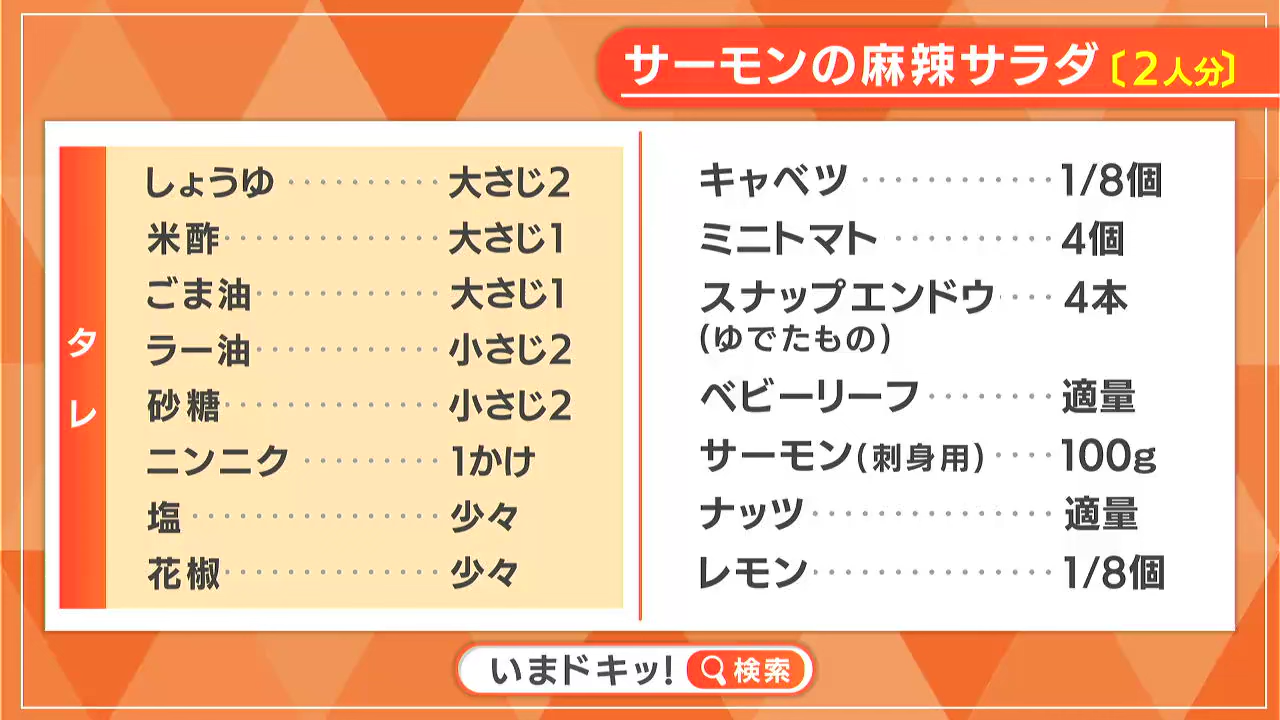 サーモンの麻辣サラダ〔2人分〕
タレ
しょうゆ ・・・・・・・・・・ 大さじ2
米酢 ・・・・・・・・・・・・・・ 大さじ1
ごま油 ・・・・・・・・・・・・ 大さじ1
ラー油 ・・・・・・・・・・・・ 小さじ2
砂糖 ・・・・・・・・・・・・・・ 小さじ2
ニンニク ・・・・・・・・・ 1かけ
塩 ・・・・・・・・・・・・・・・・ 少々
花椒 ・・・・・・・・・・・・・・ 少々
キャベツ ・・・・・・・・・・・・ 1/8個
ミニトマト ・・・・・・・・・・ 4個
スナップエンドウ ・・・・ 4本
(ゆでたもの)
ベビーリーフ ・・・・・・・・ 適量
サーモン(刺身用) ・・・・ 100g
ナッツ ・・・・・・・・・・・・・・・ 適量
レモン ・・・・・・・・・・・・・・・ 1/8個
いまドキッ! 検索